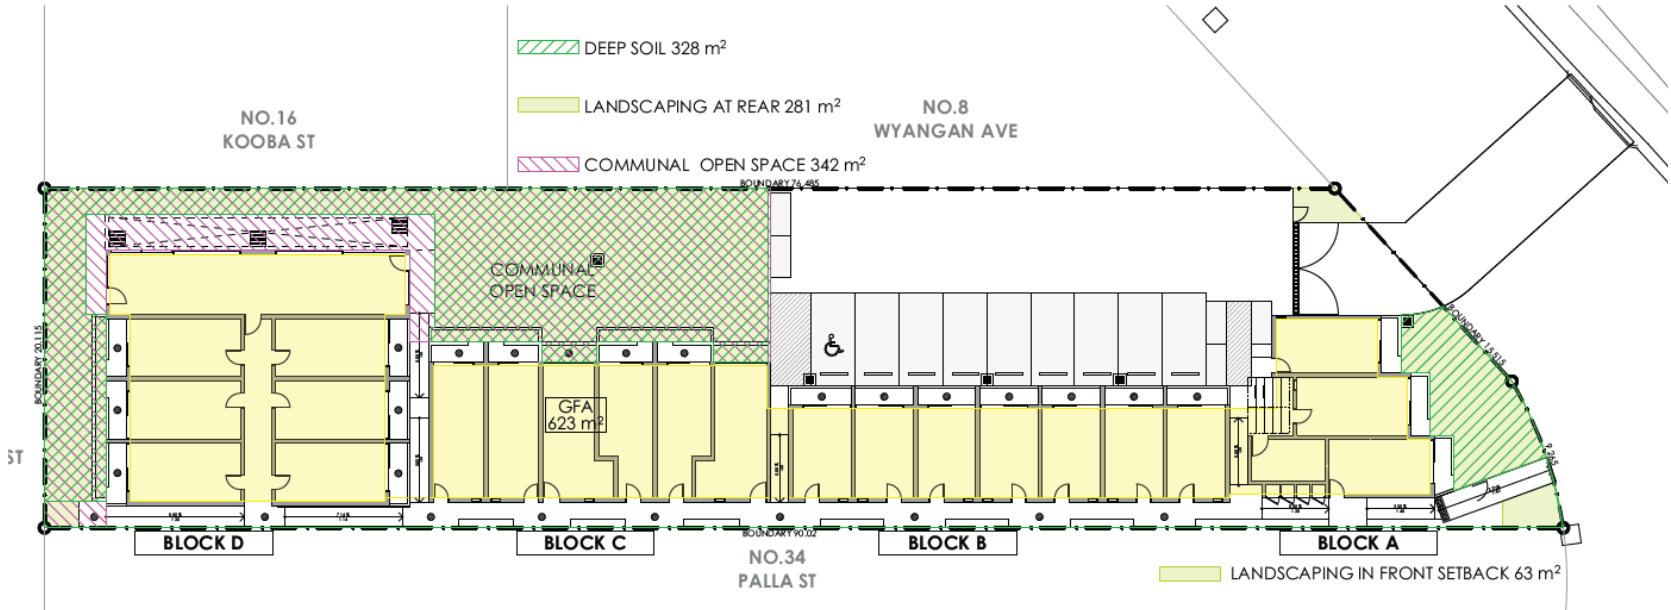 DEEP SOIL 328 m²
LANDSCAPING AT REAR 281 m²
COMMUNAL OPEN SPACE 342 m²
NO.16
KOOBA ST
NO.8
WYANGAN AVE
BOUNDARY 76.485
BOUNDARY 20.115
COMMUNAL
OPEN SPACE
GFA
623 m²
BOUNDARY 15.515
9.265
ST
BLOCK D
BLOCK C
BOUNDARY 90.02
BLOCK B
BLOCK A
NO.34
PALLA ST
LANDSCAPING IN FRONT SETBACK 63 m²